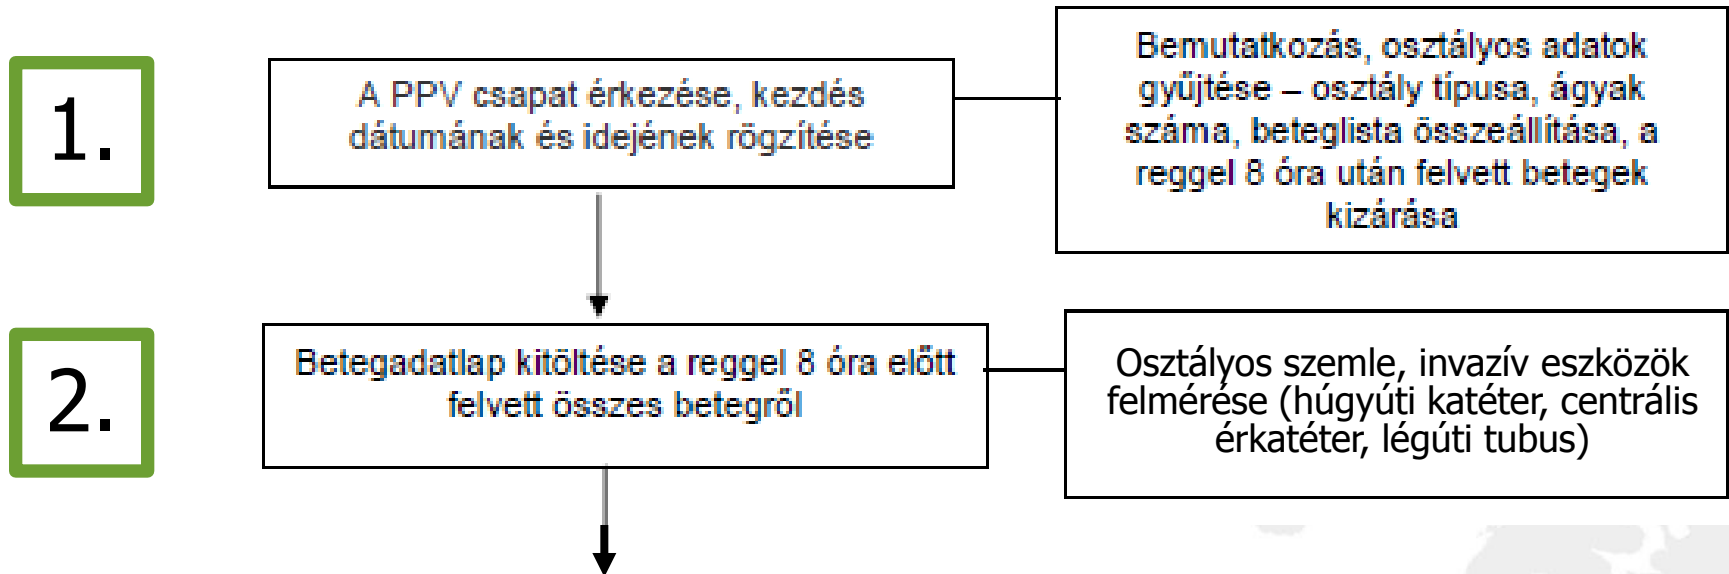 1.
A PPV csapat érkezése, kezdés
dátumának és idejének rögzítése
Bemutatkozás, osztályos adatok
gyűjtése – osztály típusa, ágyak
száma, beteglista összeállítása, a
reggel 8 óra után felvett betegek
kizárása
2.
Betegadatlap kitöltése a reggel 8 óra előtt
felvett összes betegről
Osztályos szemle, invazív eszközök
felmérése (húgyúti katéter, centrális
érkatéter, légúti tubus)